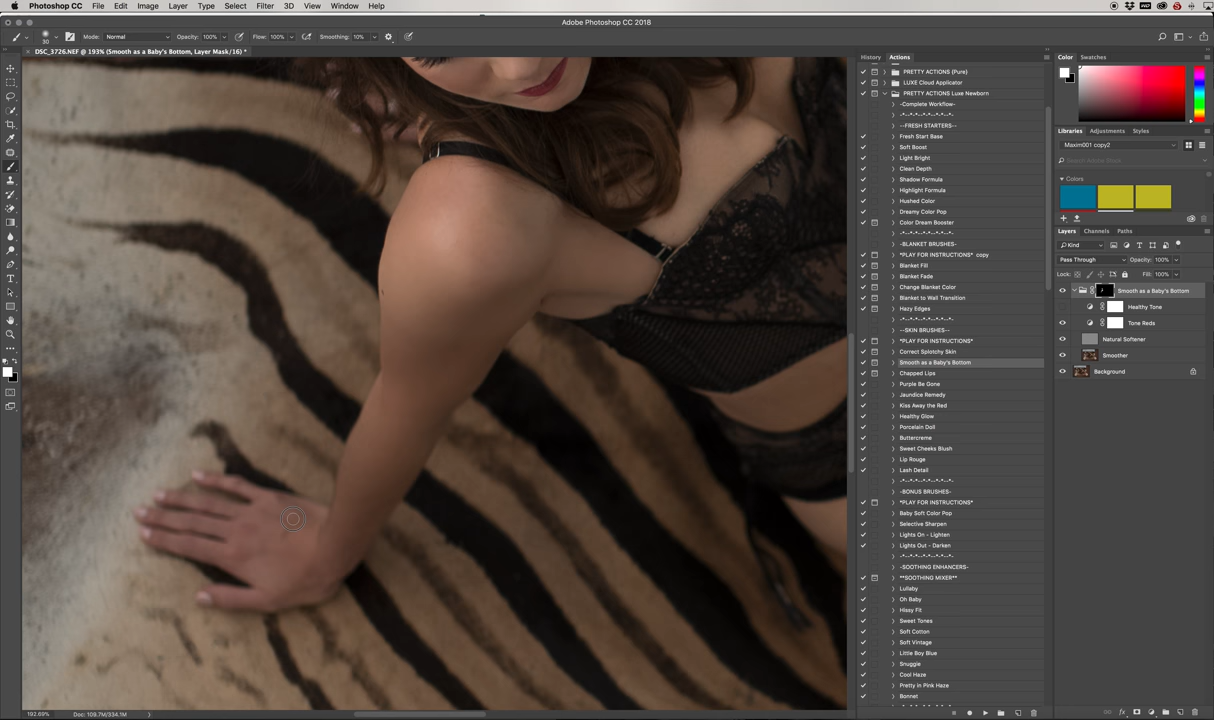 Photoshop CC File Edit Image Layer Type Select Filter 3D View Window Help
Adobe Photoshop CC 2018
30 Mode: Normal Opacity: 100% Flow: 100% Smoothing: 10%
DSC_3726.NEF @ 193% (Smooth as a Baby's Bottom, Layer Mask/16) *
History Actions
PRETTY ACTIONS (Pure)
LUXE Cloud Applicator
PRETTY ACTIONS Luxe Newborn
-Complete Workflow-
-*--*--*--*--*--*--*-
--FRESH STARTERS--
Fresh Start Base
Soft Boost
Light Bright
Clean Depth
Shadow Formula
Highlight Formula
Hushed Color
Dreamy Color Pop
Color Dream Booster
-*--*--*--*--*--*--*-
-BLANKET BRUSHES-
*PLAY FOR INSTRUCTIONS* copy
Blanket Fill
Blanket Fade
Change Blanket Color
Blanket to Wall Transition
Hazy Edges
-*--*--*--*--*--*--*-
--SKIN BRUSHES--
*PLAY FOR INSTRUCTIONS*
Correct Splotchy Skin
Smooth as a Baby's Bottom
Chapped Lips
Purple Be Gone
Jaundice Remedy
Kiss Away the Red
Healthy Glow
Porcelain Doll
Buttercreme
Sweet Cheeks Blush
Lip Rouge
Lash Detail
-*--*--*--*--*--*--*-
-BONUS BRUSHES-
*PLAY FOR INSTRUCTIONS*
Baby Soft Color Pop
Selective Sharpen
Lights On - Lighten
Lights Out - Darken
-*--*--*--*--*--*--*-
-SOOTHING ENHANCERS-
**SOOTHING MIXER**
Lullaby
Oh Baby
Hissy Fit
Sweet Tones
Soft Cotton
Soft Vintage
Little Boy Blue
Snuggie
Cool Haze
Pretty in Pink Haze
Bonnet
Color Swatches
Libraries Adjustments Styles
Maxim001 copy2
Search Adobe Stock
Colors
Layers Channels Paths
Kind
Pass Through Opacity: 100%
Lock: Fill: 100%
Smooth as a Baby's Bottom
Healthy Tone
Tone Reds
Natural Softener
Smoother
Background
192.69% Doc: 109.7M/334.1M